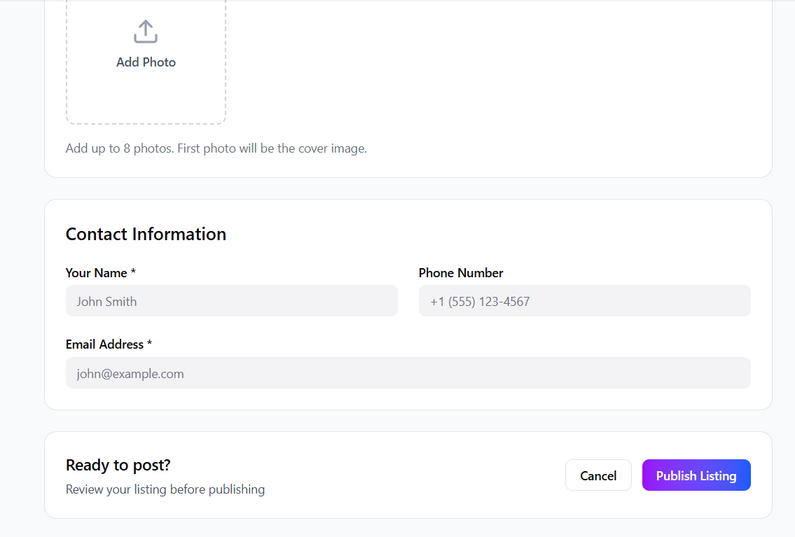 Add Photo
Add up to 8 photos. First photo will be the cover image.
Contact Information
Your Name *
Phone Number
John Smith
+1 (555) 123-4567
Email Address *
john@example.com
Ready to post?
Review your listing before publishing
Cancel
Publish Listing